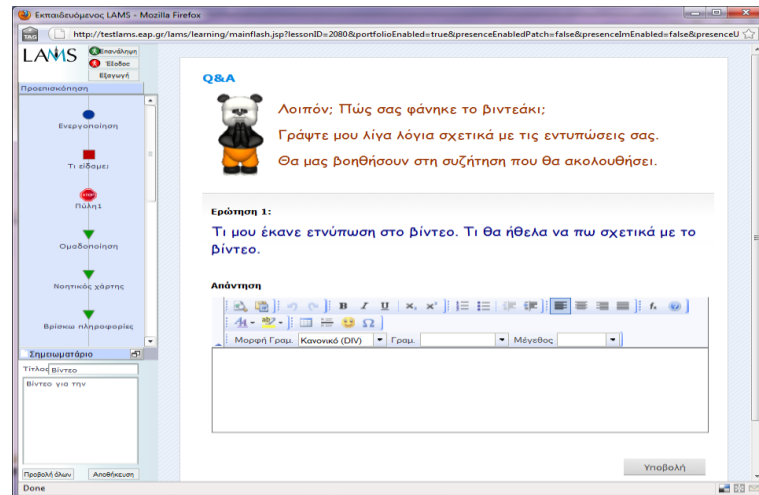 Εκπαιδευόμενος LAMS - Mozilla Firefox
TAG
http://testlams.eap.gr/lams/learning/mainflash.jsp?lessonID=2080&portfolioEnabled=true&presenceEnabledPatch=false&presenceImEnabled=false&presenceU
LAMS
Επανάληψη
Έξοδος
Εξαγωγή
Προεπισκόπηση
Ενεργοποίηση
Τι είδαμε;
STOP
Πύλη1
Ομαδοποίηση
Νοητικός χάρτης
Βρίσκω πληροφορίες
Σημειωματάριο
Τίτλος Βίντεο
Βίντεο για την
Προβολή όλων Αποθήκευση
Q&A
Λοιπόν; Πώς σας φάνηκε το βιντεάκι;
Γράψτε μου λίγα λόγια σχετικά με τις εντυπώσεις σας.
Θα μας βοηθήσουν στη συζήτηση που θα ακολουθήσει.
Ερώτηση 1:
Τι μου έκανε ετνύπωση στο βίντεο. Τι θα ήθελα να πω σχετικά με το
βίντεο.
Απάντηση
Μορφή Γραμ. Κανονικό (DIV) Γραμ. Μέγεθος
Υποβολή
Done